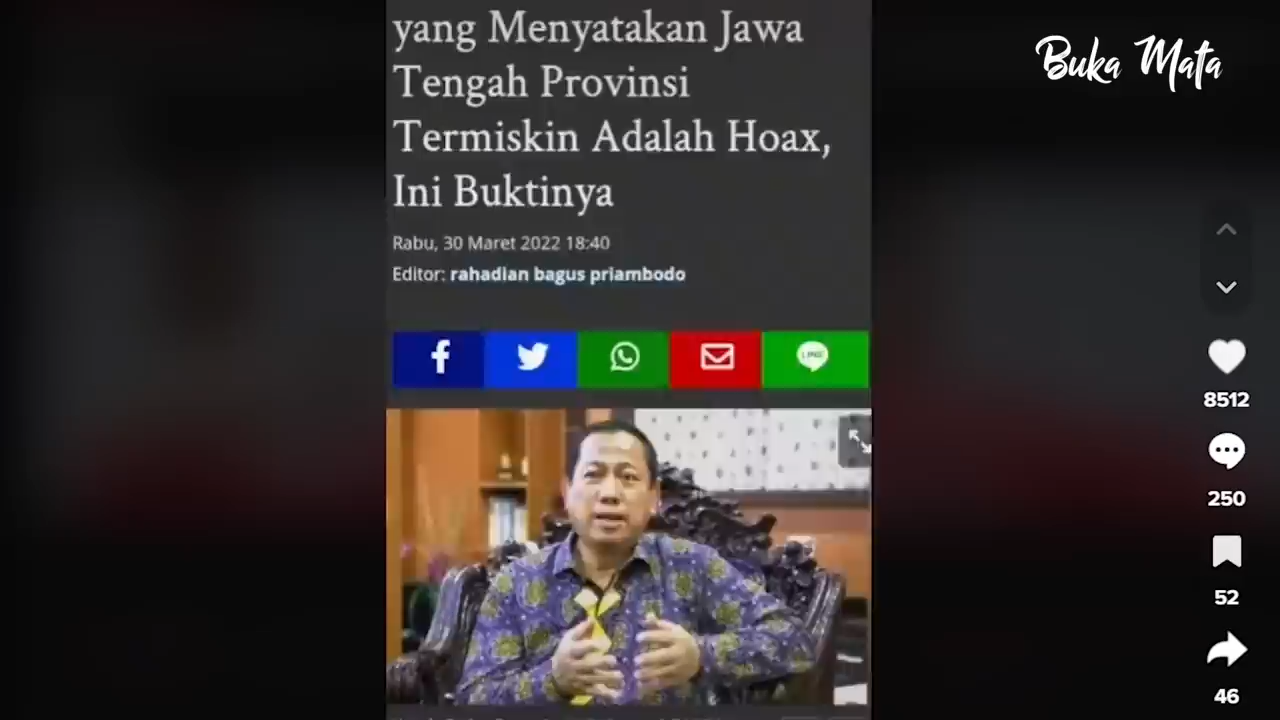 yang Menyatakan Jawa
Tengah Provinsi
Termiskin Adalah Hoax,
Ini Buktinya
Rabu, 30 Maret 2022 18:40
Editor: rahadian bagus priambodo
LINE
Buka Mata
8512
250
52
46